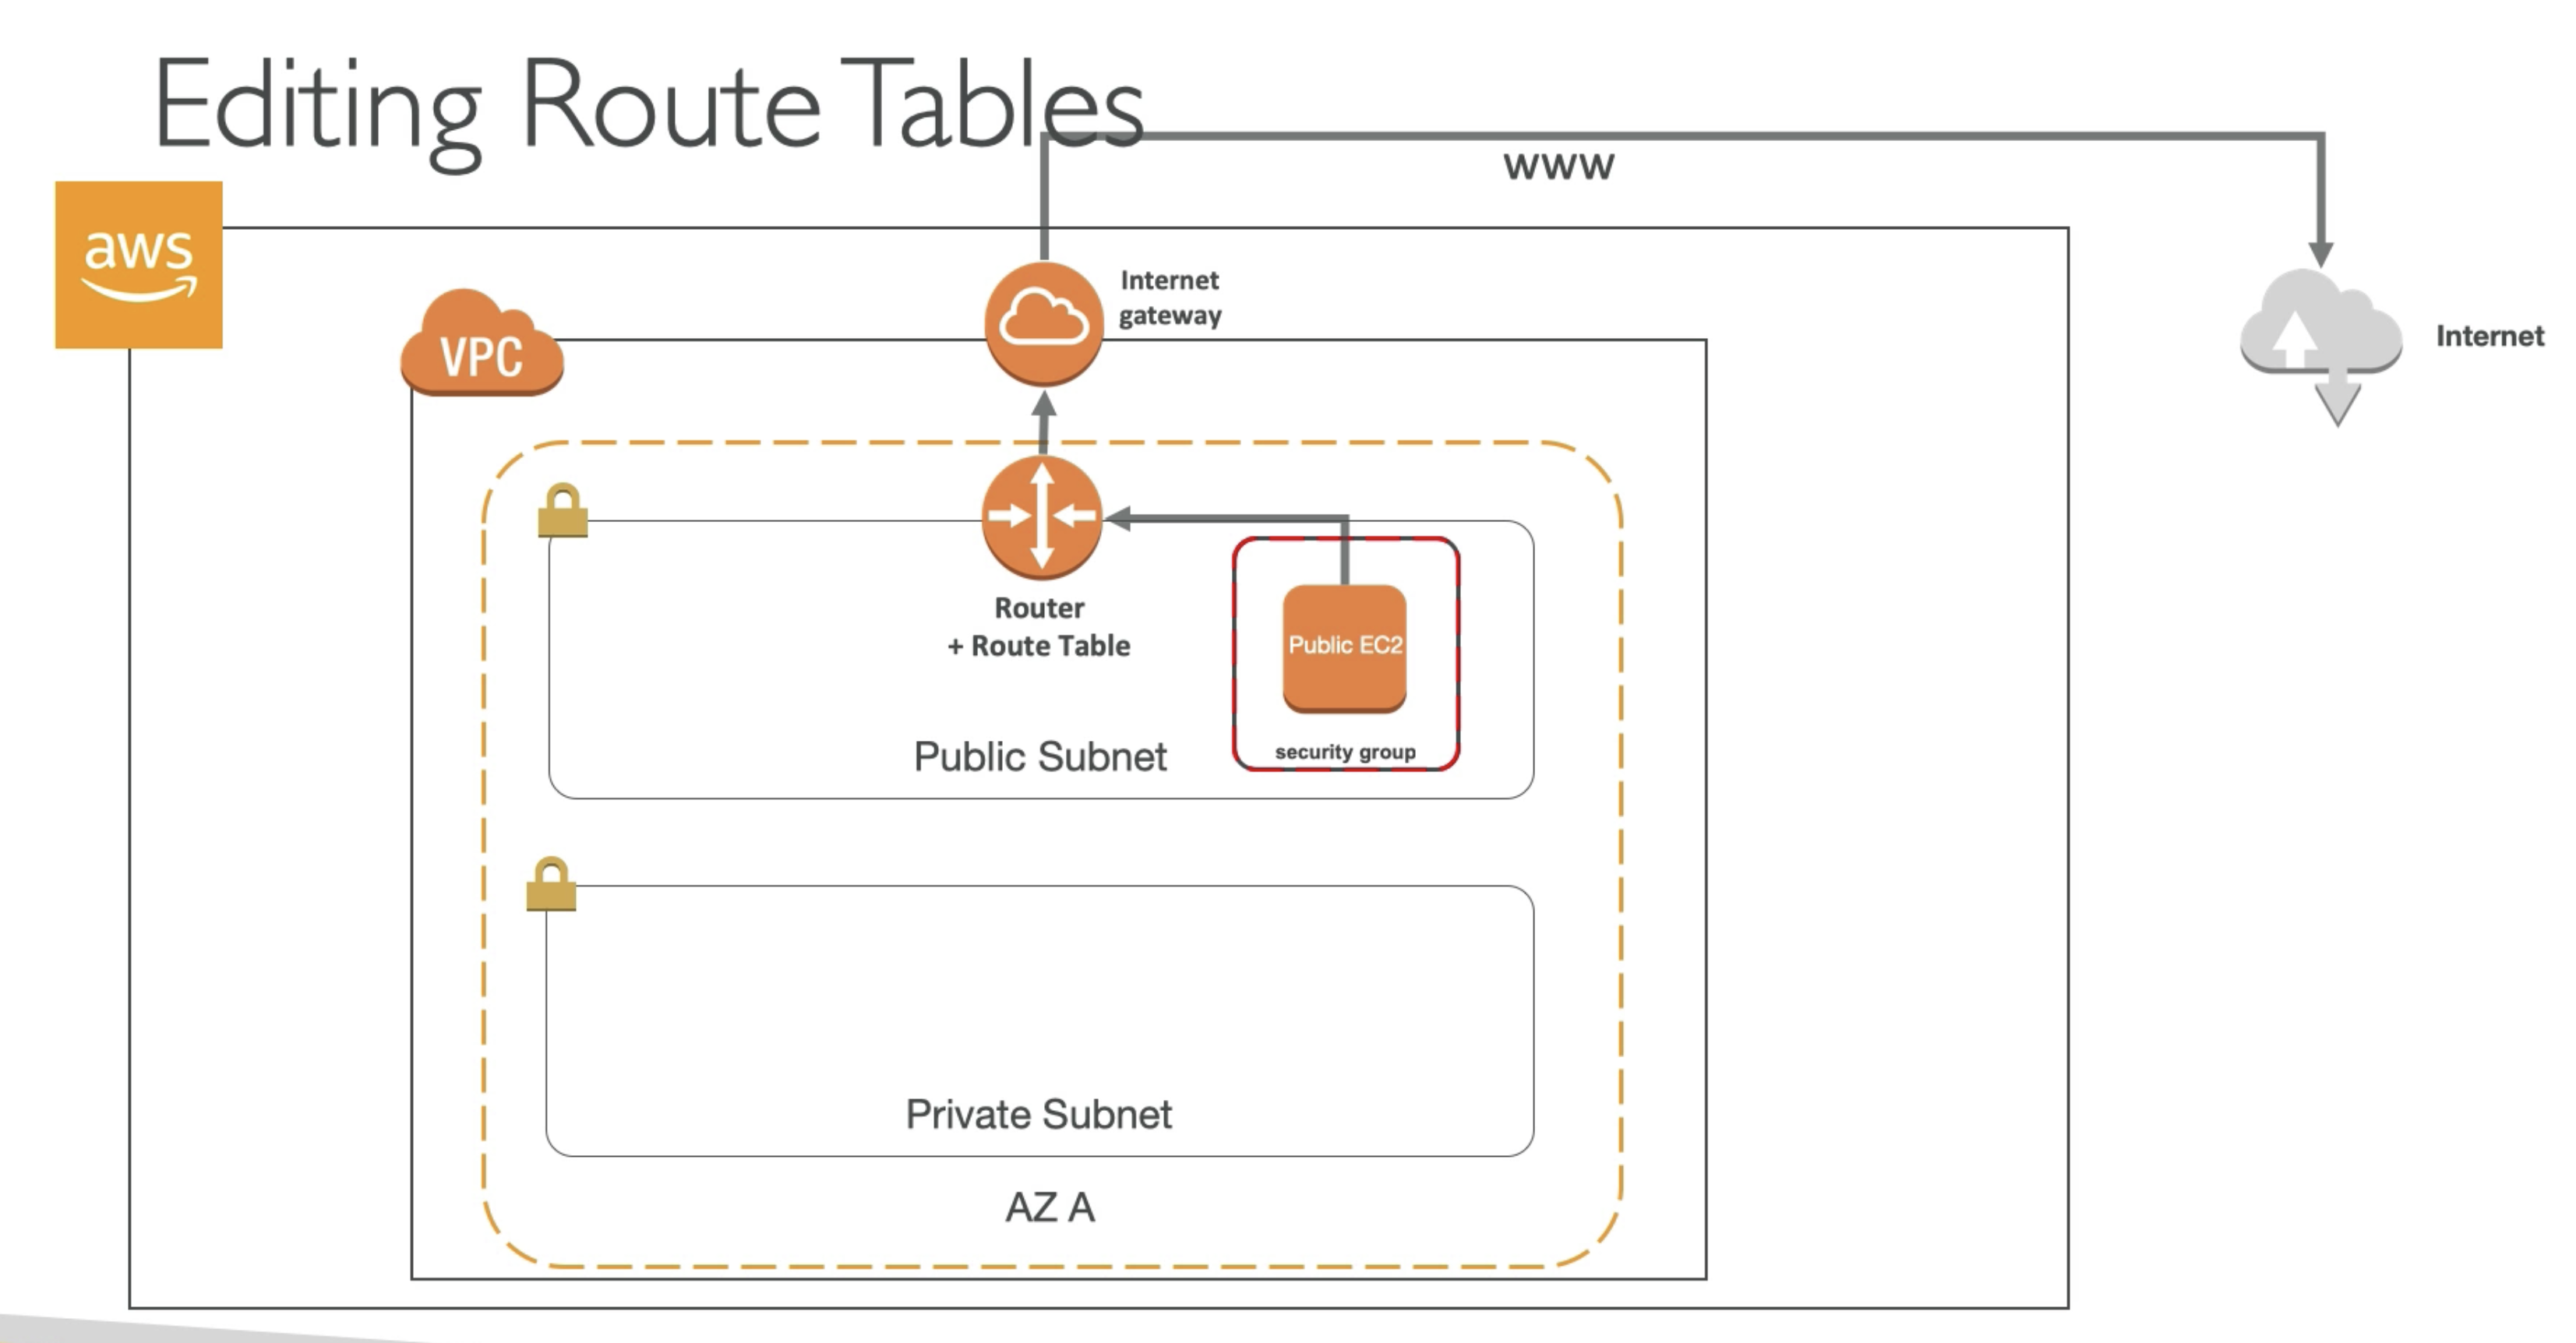 Editing Route Tables
WWW
aws
Internet
gateway
Internet
VPC
Router
+ Route Table
Public EC2
security group
Public Subnet
Private Subnet
AZ A